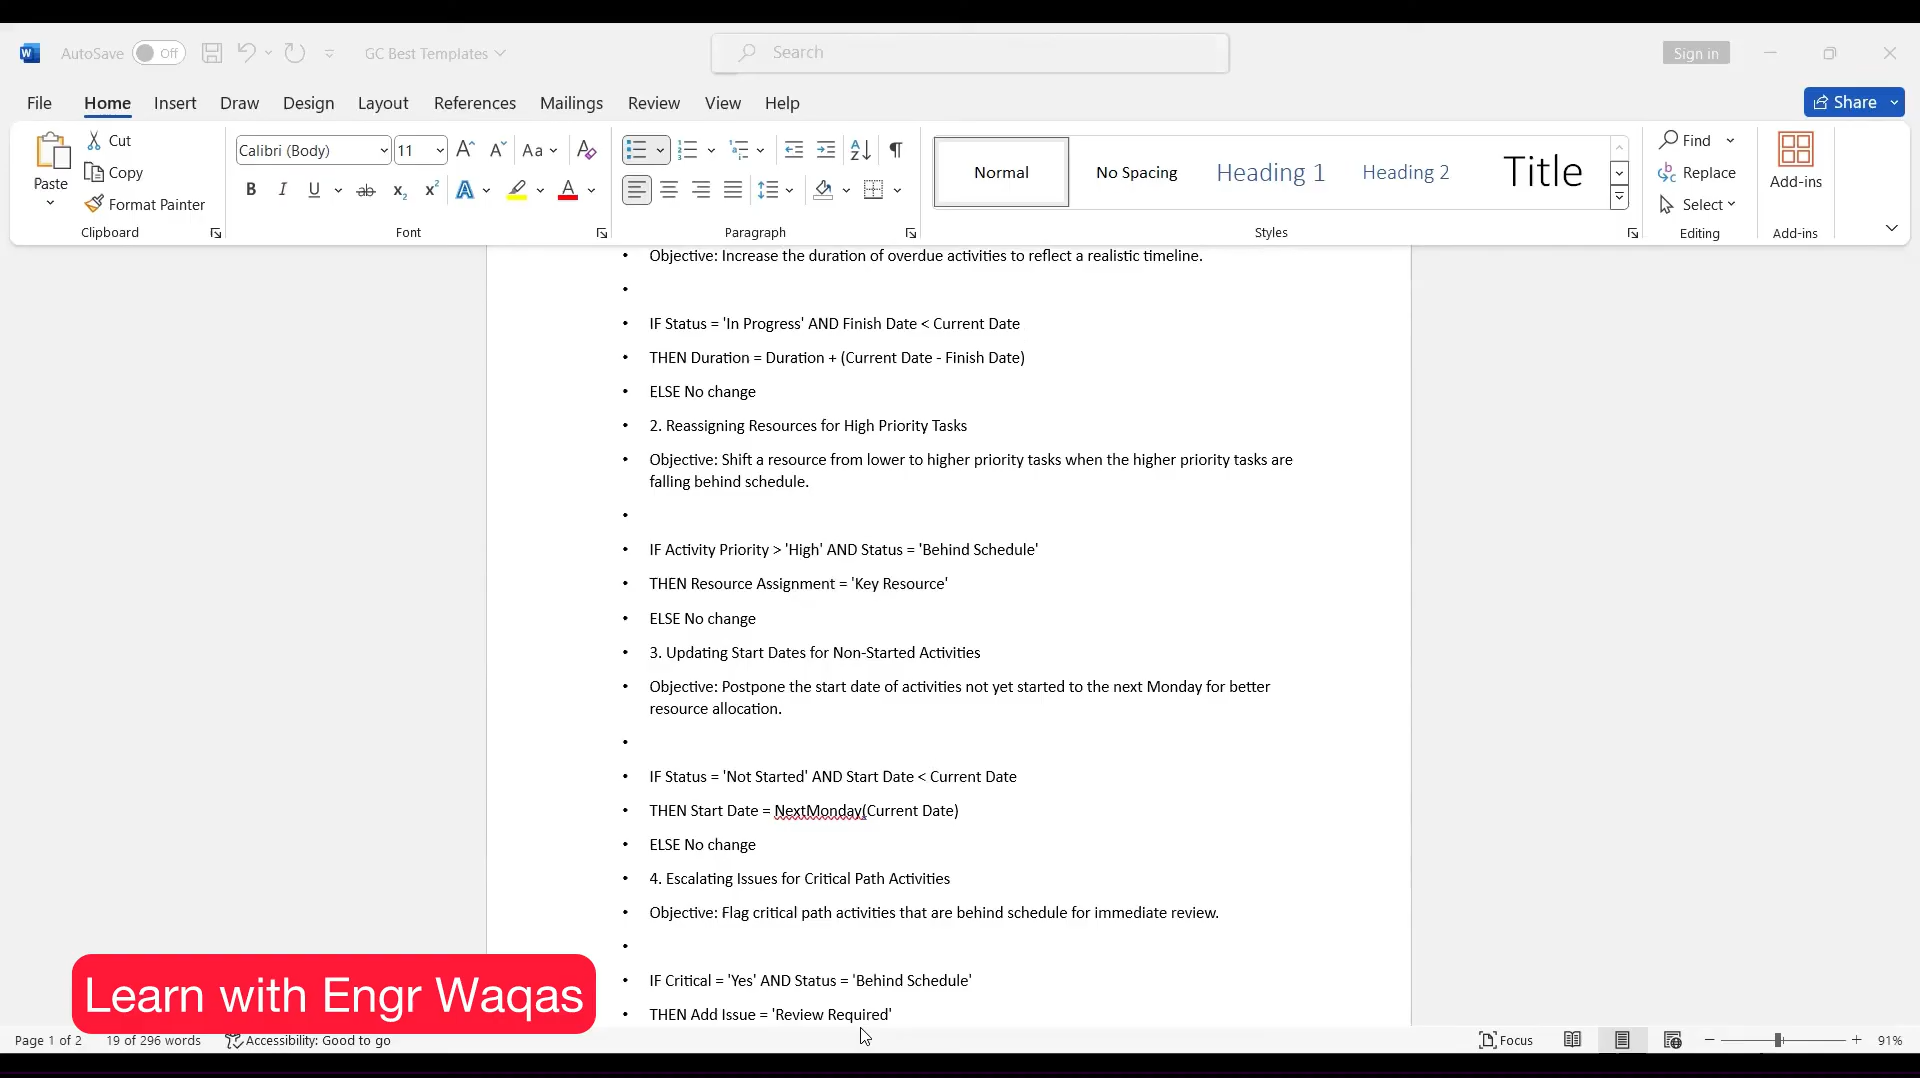 AutoSave Off GC Best Templates Search Sign in
File Home Insert Draw Design Layout References Mailings Review View Help Share
Paste Cut Copy Format Painter
Clipboard
Calibri (Body) 11 Aa
B I U ab x₂ x² A A
Font
Paragraph
Normal No Spacing Heading 1 Heading 2 Title
Styles
Find
Replace
Select
Editing
Add-ins
Add-ins
• Objective: Increase the duration of overdue activities to reflect a realistic timeline.
•
• IF Status = 'In Progress' AND Finish Date < Current Date
• THEN Duration = Duration + (Current Date - Finish Date)
• ELSE No change
• 2. Reassigning Resources for High Priority Tasks
• Objective: Shift a resource from lower to higher priority tasks when the higher priority tasks are
falling behind schedule.
•
• IF Activity Priority > 'High' AND Status = 'Behind Schedule'
• THEN Resource Assignment = 'Key Resource'
• ELSE No change
• 3. Updating Start Dates for Non-Started Activities
• Objective: Postpone the start date of activities not yet started to the next Monday for better
resource allocation.
•
• IF Status = 'Not Started' AND Start Date < Current Date
• THEN Start Date = NextMonday(Current Date)
• ELSE No change
• 4. Escalating Issues for Critical Path Activities
• Objective: Flag critical path activities that are behind schedule for immediate review.
•
• IF Critical = 'Yes' AND Status = 'Behind Schedule'
• THEN Add Issue = 'Review Required'
Learn with Engr Waqas
Page 1 of 2 19 of 296 words Accessibility: Good to go Focus 91%